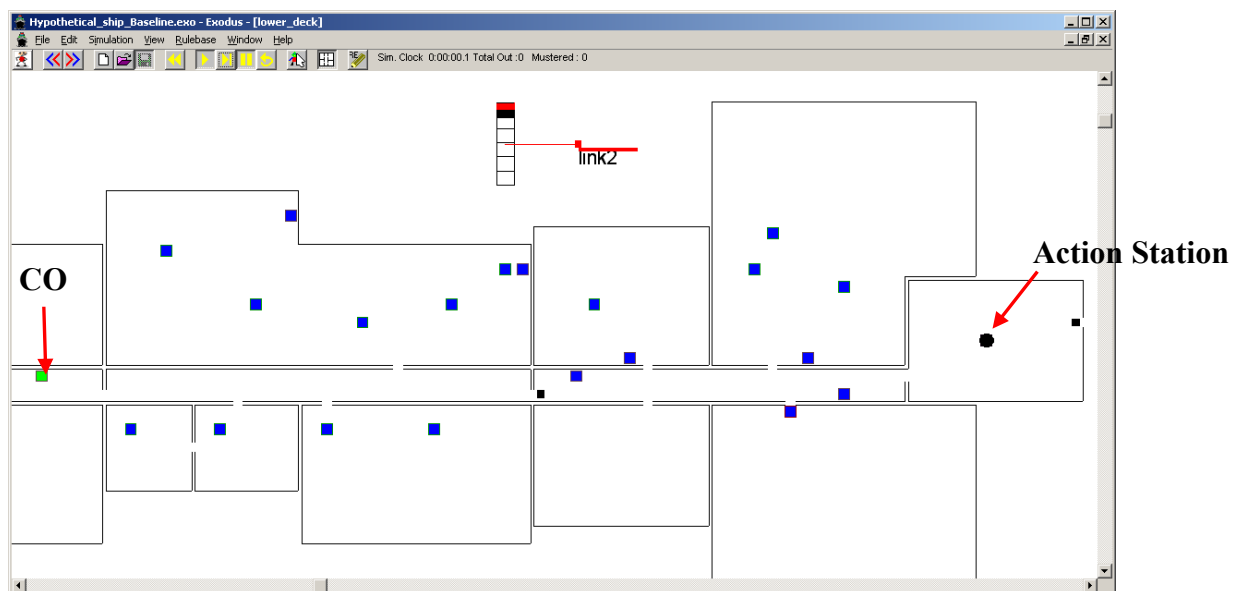 Hypothetical_ship_Baseline.exo - Exodus - [lower_deck]
File Edit Simulation View Rulebase Window Help
Sim. Clock 0:00:00.1 Total Out :0 Mustered : 0
link2
Action Station
CO